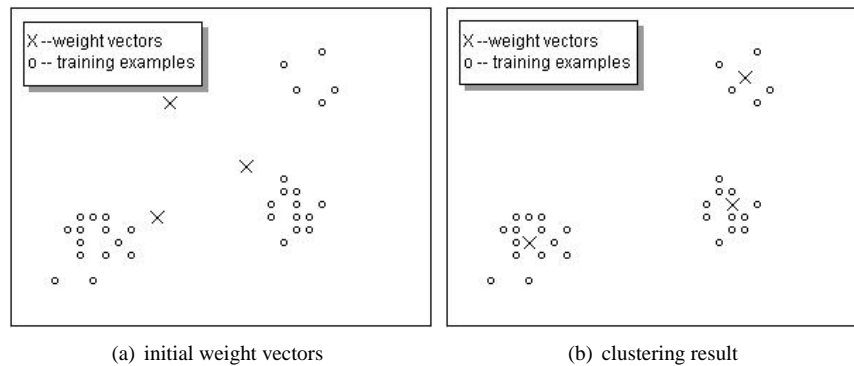 X --weight vectors
o -- training examples
X --weight vectors
o -- training examples
(a) initial weight vectors
(b) clustering result